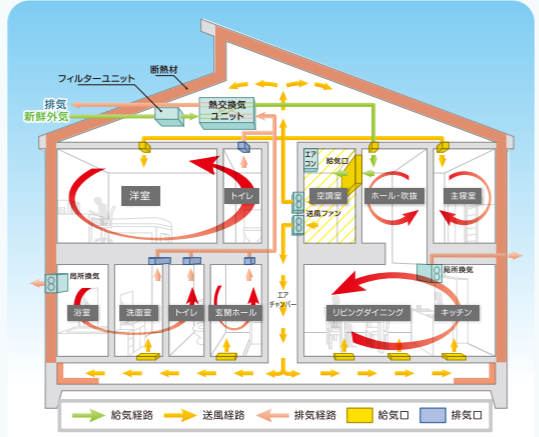 断熱材
フィルターユニット
排気
新鮮外気
熱交換気
ユニット
エアコン
給気口
洋室
トイレ
空調室
ホール・吹抜
主寝室
送風ファン
局所換気
局所換気
エア
チャンバー
浴室
洗面室
トイレ
玄関ホール
リビングダイニング
キッチン
給気経路
送風経路
排気経路
給気口
排気口